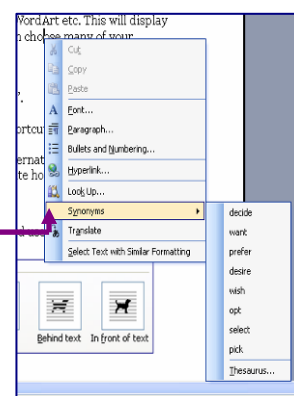 WordArt etc. This will display
choose many of your
Cut
Copy
Paste
Font...
Paragraph...
Bullets and Numbering...
Hyperlink...
Look Up...
Synonyms
Translate
Select Text with Similar Formatting
decide
want
prefer
desire
wish
opt
select
pick
Thesaurus...
Behind text In front of text